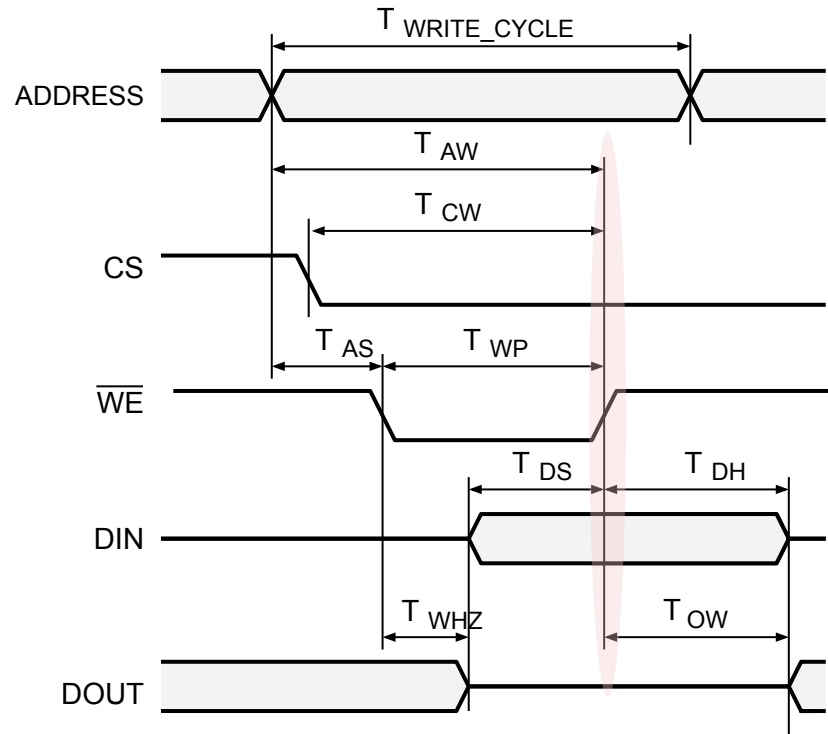 T WRITE_CYCLE
ADDRESS
T AW
T CW
CS
T AS
T WP
WE
T DS
T DH
DIN
T WHZ
T OW
DOUT